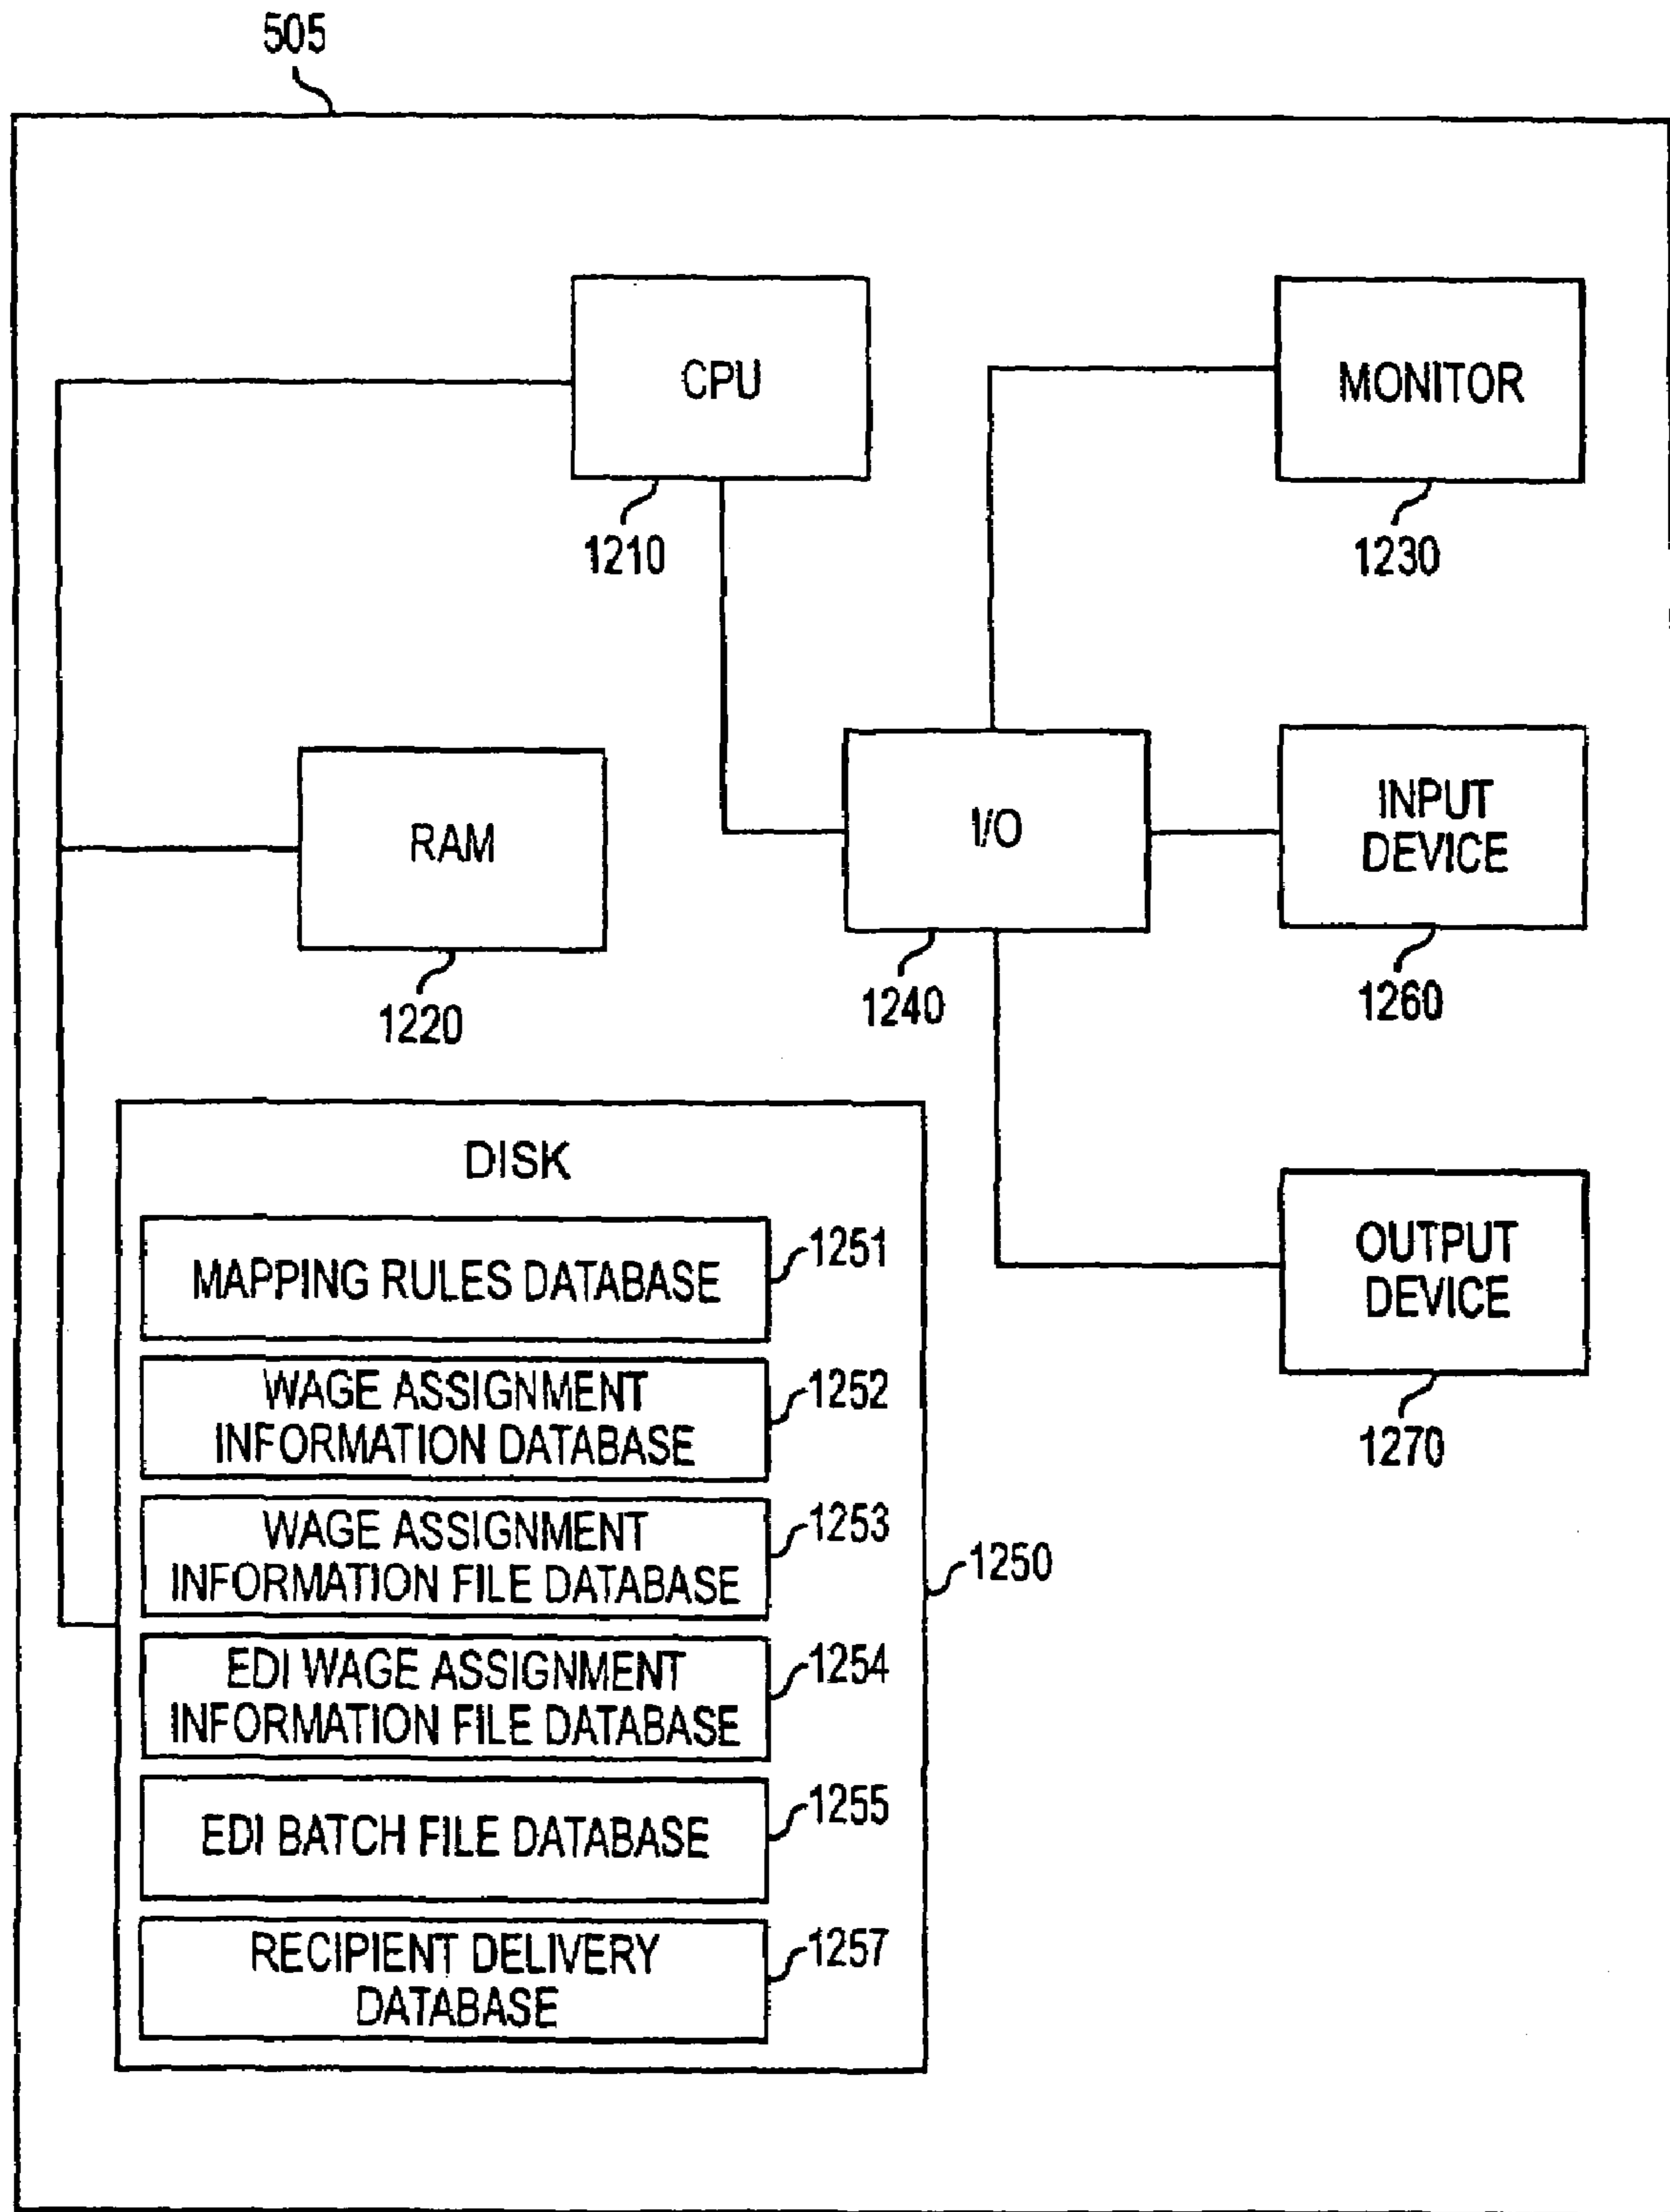 505
CPU
1210
MONITOR
1230
RAM
1220
I/O
1240
INPUT
DEVICE
1260
OUTPUT
DEVICE
1270
DISK
1250
MAPPING RULES DATABASE
1251
WAGE ASSIGNMENT
INFORMATION DATABASE
1252
WAGE ASSIGNMENT
INFORMATION FILE DATABASE
1253
EDI WAGE ASSIGNMENT
INFORMATION FILE DATABASE
1254
EDI BATCH FILE DATABASE
1255
RECIPIENT DELIVERY
DATABASE
1257